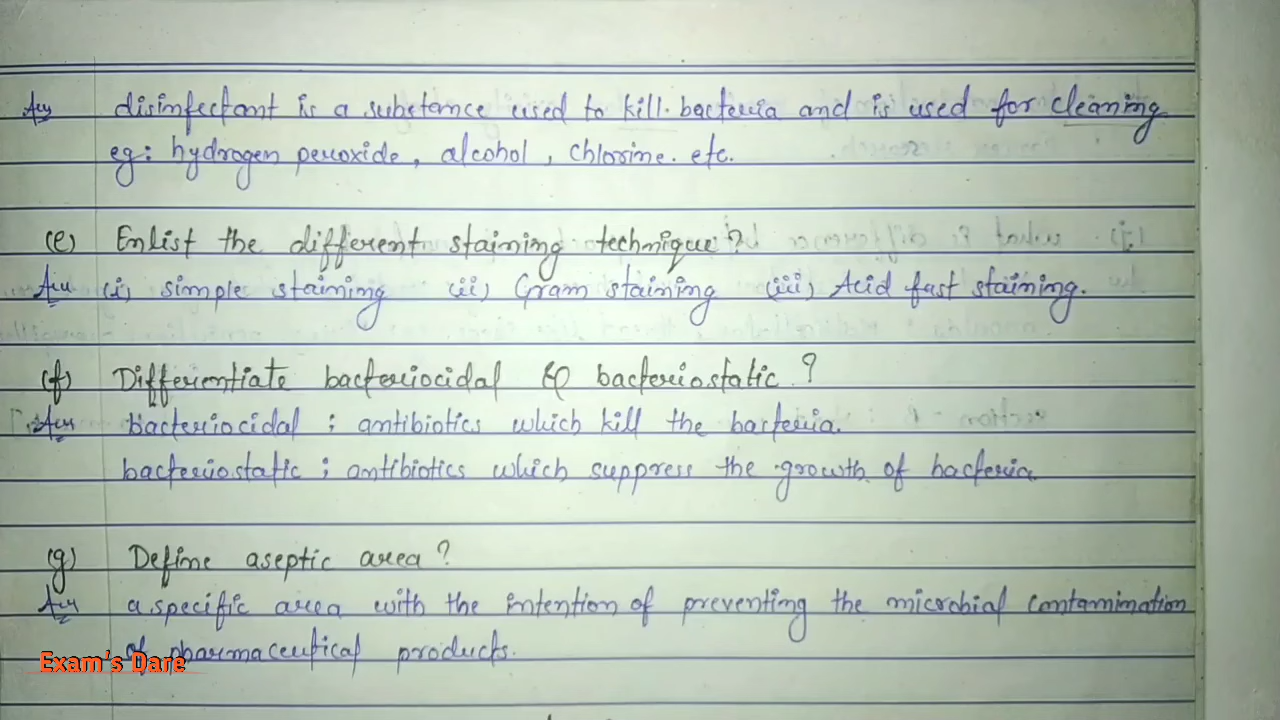 Ans disinfectant is a substance used to kill bacteria and is used for cleaning
eg: hydrogen peroxide, alcohol, chlorine. etc.
(e) Enlist the different staining technique?
Ans (i) simple staining (ii) Gram staining (iii) Acid fast staining.
(f) Differentiate bacteriocidal & bacteriostatic?
Ans bacteriocidal : antibiotics which kill the bacteria.
bacteriostatic : antibiotics which suppress the growth of bacteria
(g) Define aseptic area?
Ans a specific area with the intention of preventing the microbial contamination
of pharmaceutical products.
Exam's Dare